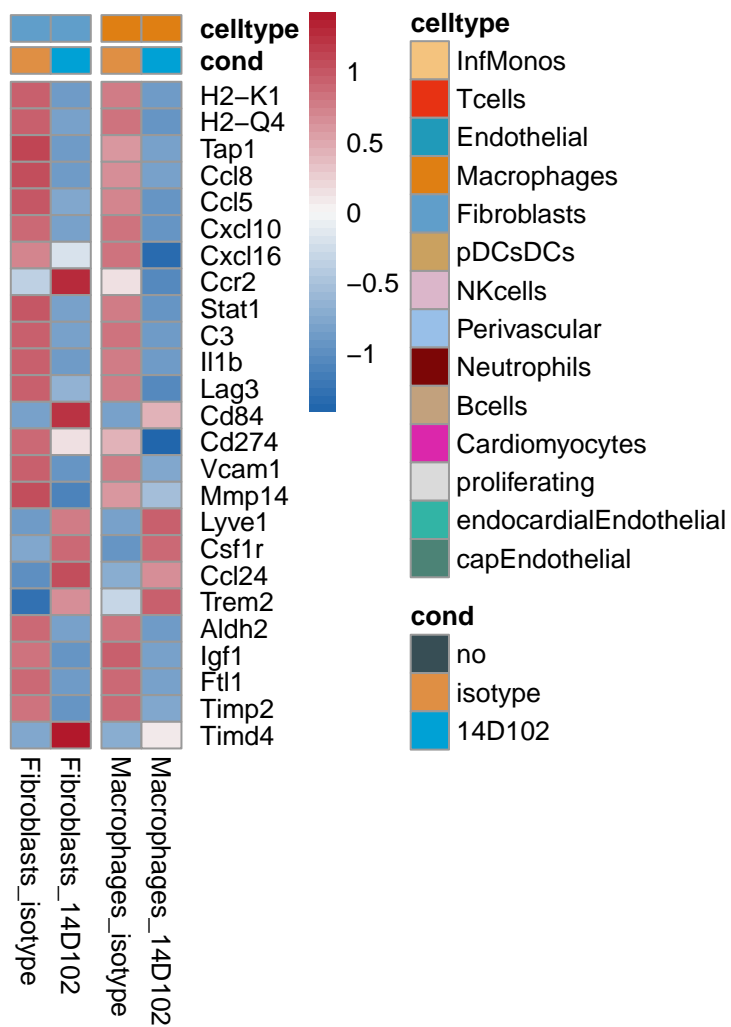 celltype
cond
H2−K1
H2−Q4
Tap1
Ccl8
Ccl5
Cxcl10
Cxcl16
Ccr2
Stat1
C3
Il1b
Lag3
Cd84
Cd274
Vcam1
Mmp14
Lyve1
Csf1r
Ccl24
Trem2
Aldh2
Igf1
Ftl1
Timp2
Timd4
Fibroblasts_isotype
Fibroblasts_14D102
Macrophages_isotype
Macrophages_14D102
1
0.5
0
−0.5
−1
celltype
InfMonos
Tcells
Endothelial
Macrophages
Fibroblasts
pDCsDCs
NKcells
Perivascular
Neutrophils
Bcells
Cardiomyocytes
proliferating
endocardialEndothelial
capEndothelial
cond
no
isotype
14D102